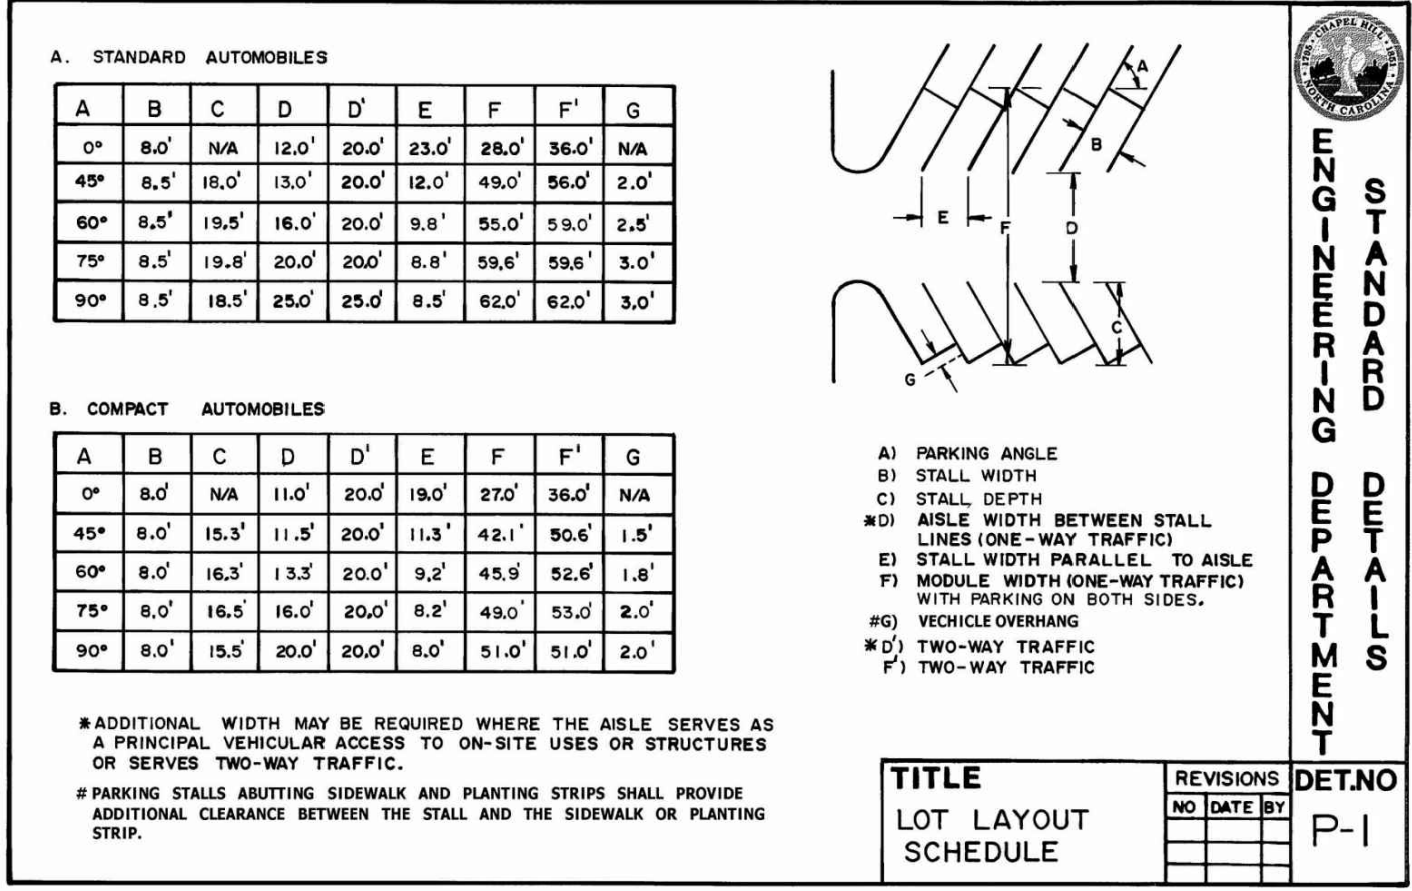 A. STANDARD AUTOMOBILES
A B C D D' E F F' G
0° 8.0' N/A 12.0' 20.0' 23.0' 28.0' 36.0' N/A
45° 8.5' 18.0' 13.0' 20.0' 12.0' 49.0' 56.0' 2.0'
60° 8.5' 19.5' 16.0' 20.0' 9.8' 55.0' 59.0' 2.5'
75° 8.5' 19.8' 20.0' 20.0' 8.8' 59.6' 59.6' 3.0'
90° 8.5' 18.5' 25.0' 25.0' 8.5' 62.0' 62.0' 3.0'
B. COMPACT AUTOMOBILES
A B C D D' E F F' G
0° 8.0' N/A 11.0' 20.0' 19.0' 27.0' 36.0' N/A
45° 8.0' 15.3' 11.5' 20.0' 11.3' 42.1' 50.6' 1.5'
60° 8.0' 16.3' 13.3' 20.0' 9.2' 45.9' 52.6' 1.8'
75° 8.0' 16.5' 16.0' 20.0' 8.2' 49.0' 53.0' 2.0'
90° 8.0' 15.5' 20.0' 20.0' 8.0' 51.0' 51.0' 2.0'
*ADDITIONAL WIDTH MAY BE REQUIRED WHERE THE AISLE SERVES AS
A PRINCIPAL VEHICULAR ACCESS TO ON-SITE USES OR STRUCTURES
OR SERVES TWO-WAY TRAFFIC.
# PARKING STALLS ABUTTING SIDEWALK AND PLANTING STRIPS SHALL PROVIDE
ADDITIONAL CLEARANCE BETWEEN THE STALL AND THE SIDEWALK OR PLANTING
STRIP.
A
B
E
F
D
C
G
A) PARKING ANGLE
B) STALL WIDTH
C) STALL DEPTH
*D) AISLE WIDTH BETWEEN STALL
LINES (ONE-WAY TRAFFIC)
E) STALL WIDTH PARALLEL TO AISLE
F) MODULE WIDTH (ONE-WAY TRAFFIC)
WITH PARKING ON BOTH SIDES.
#G) VECHICLE OVERHANG
*D') TWO-WAY TRAFFIC
F') TWO-WAY TRAFFIC
1795 • CHAPEL HILL • 1851
NORTH CAROLINA
ENGINEERING DEPARTMENT
STANDARD DETAILS
TITLE
LOT LAYOUT
SCHEDULE
REVISIONS
NO DATE BY
DET.NO
P-1